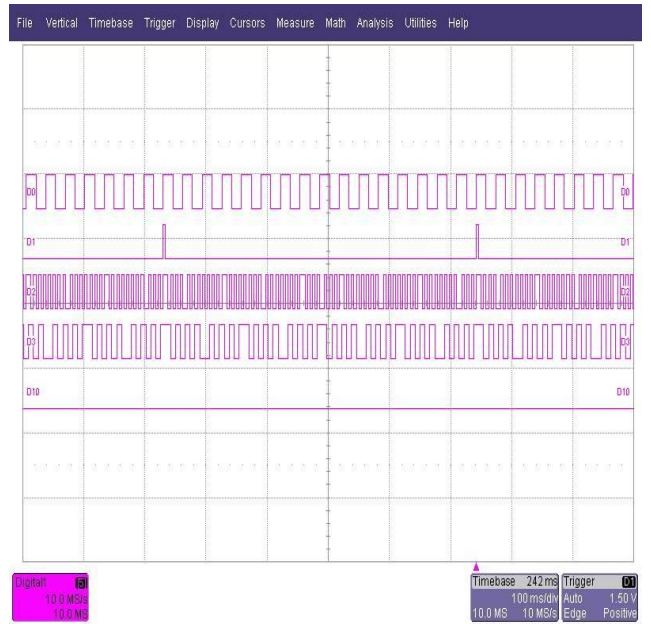 File Vertical Timebase Trigger Display Cursors Measure Math Analysis Utilities Help
D0 D0
D1 D1
D2 D2
D3 D3
D10 D10
Digital1 5
10.0 MS/s
10.0 MS
Timebase 242 ms
100 ms/div
10.0 MS 10 MS/s
Trigger D1
Auto 1.50 V
Edge Positive